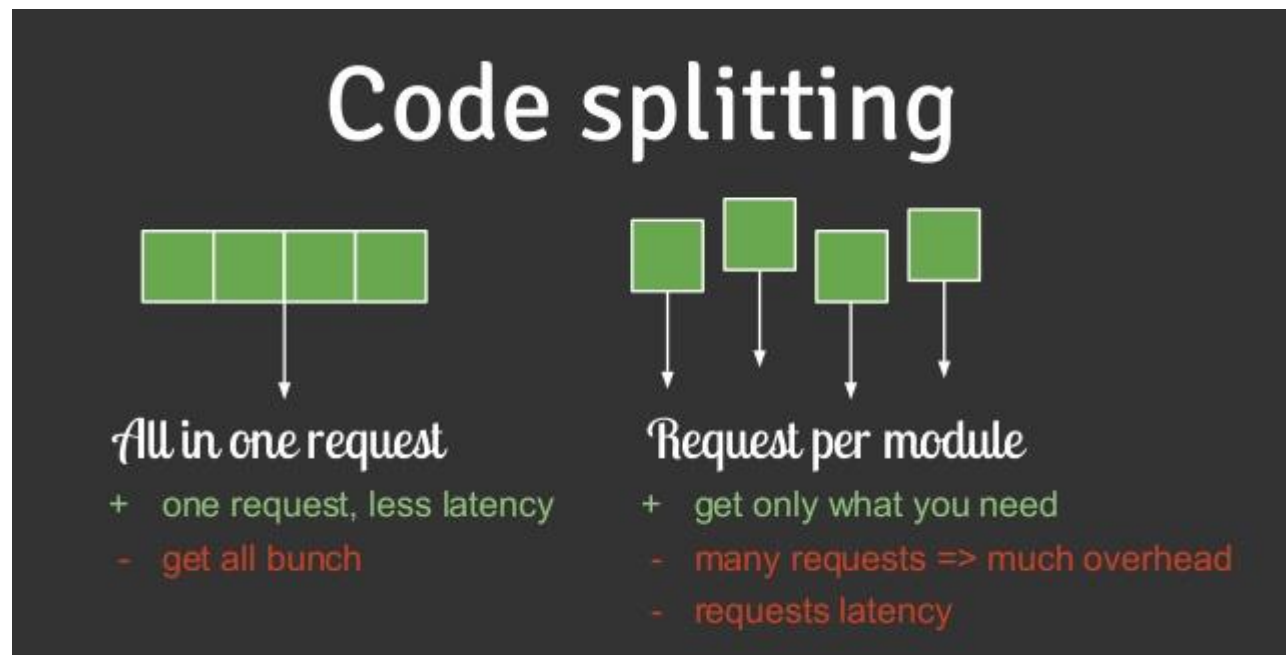 Code splitting
All in one request
+ one request, less latency
- get all bunch
Request per module
+ get only what you need
- many requests => much overhead
- requests latency